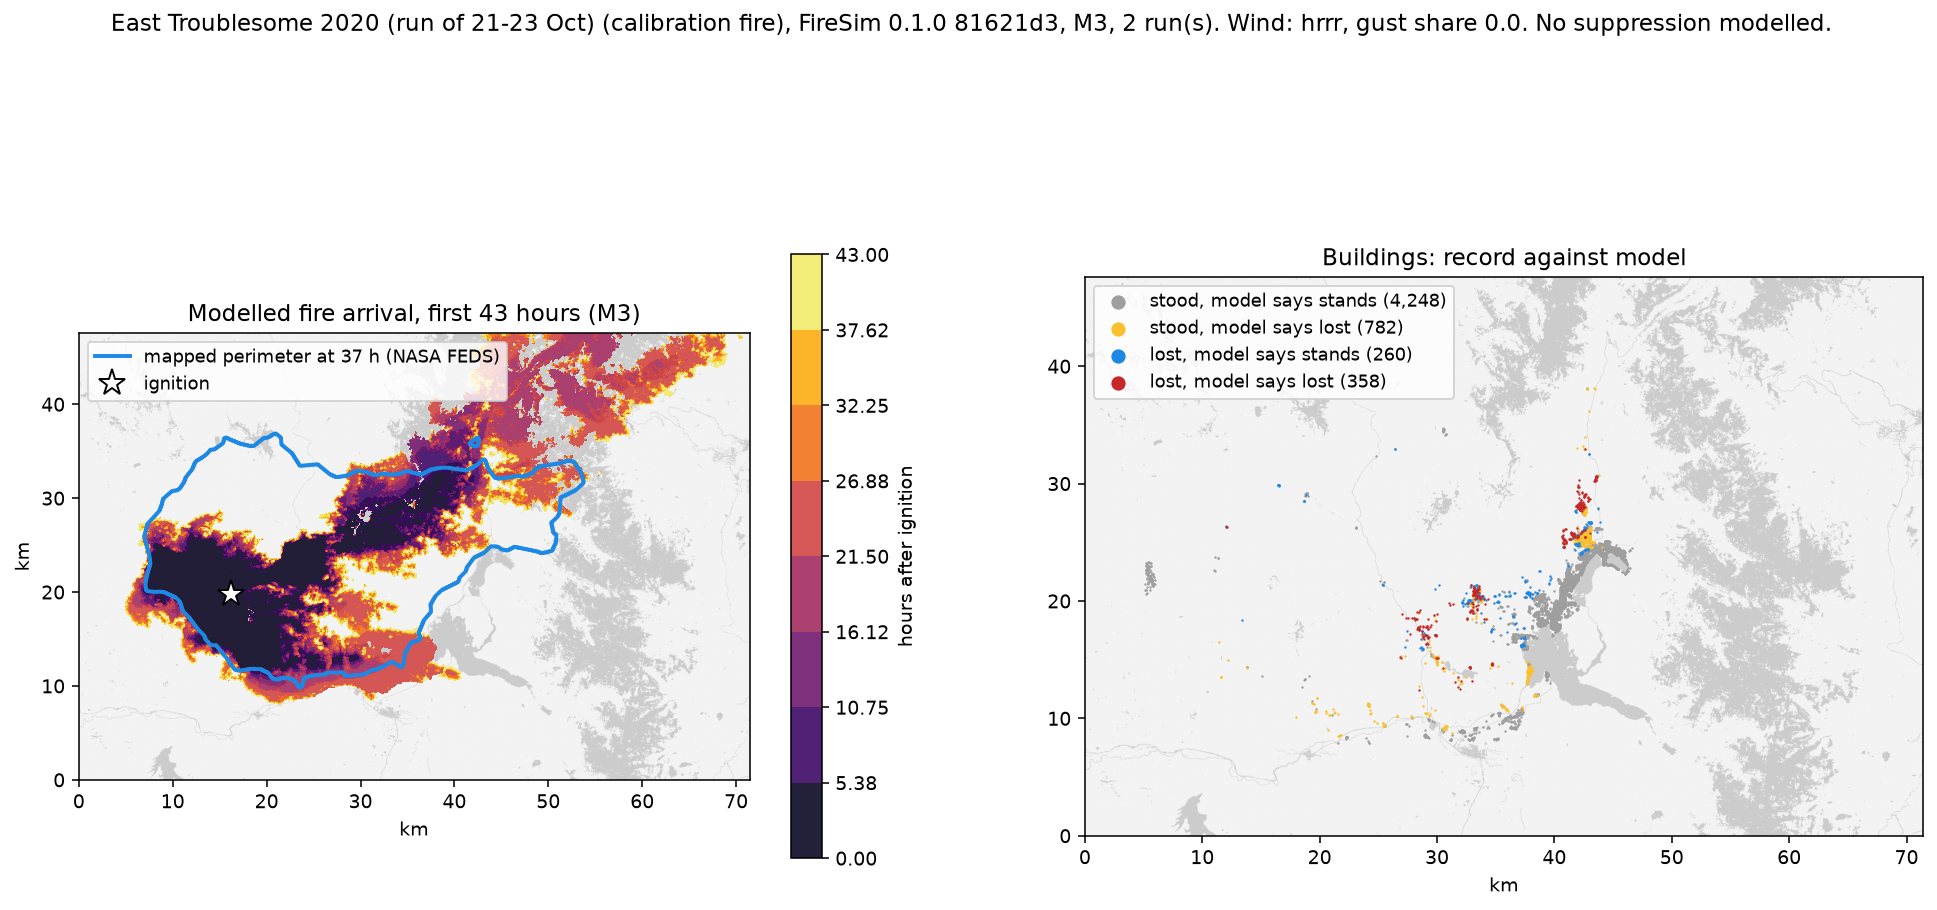 East Troublesome 2020 (run of 21-23 Oct) (calibration fire), FireSim 0.1.0 81621d3, M3, 2 run(s). Wind: hrrr, gust share 0.0. No suppression modelled.
Modelled fire arrival, first 43 hours (M3)
mapped perimeter at 37 h (NASA FEDS)
ignition
40
30
20
10
0
km
0 10 20 30 40 50 60 70
km
43.00
37.62
32.25
26.88
21.50
16.12
10.75
5.38
0.00
hours after ignition
Buildings: record against model
stood, model says stands (4,248)
stood, model says lost (782)
lost, model says stands (260)
lost, model says lost (358)
40
30
20
10
0
km
0 10 20 30 40 50 60 70
km